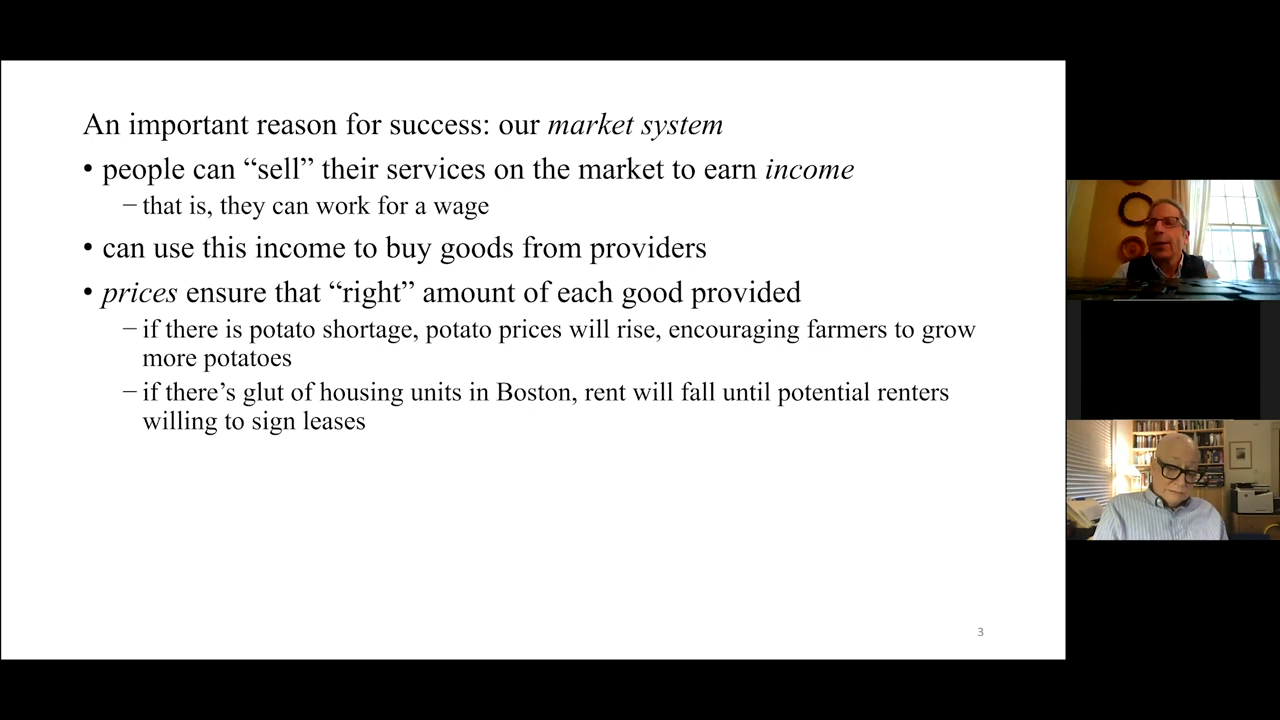 An important reason for success: our market system
• people can “sell” their services on the market to earn income
– that is, they can work for a wage
• can use this income to buy goods from providers
• prices ensure that “right” amount of each good provided
– if there is potato shortage, potato prices will rise, encouraging farmers to grow
more potatoes
– if there’s glut of housing units in Boston, rent will fall until potential renters
willing to sign leases
3